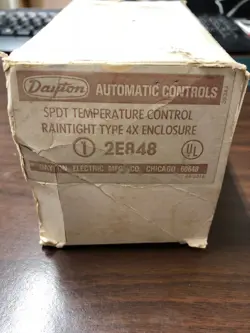 Dayton AUTOMATIC CONTROLS
SPDT TEMPERATURE CONTROL
RAINTIGHT TYPE 4X ENCLOSURE
1 2E848 UL
DAYTON ELECTRIC MFG. CO. CHICAGO 60648